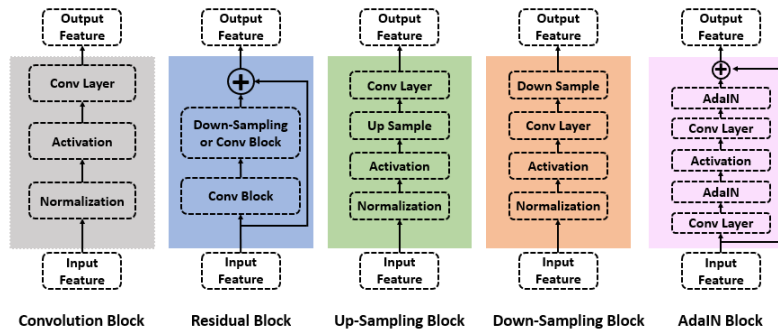 Output
Feature
Conv Layer
Activation
Normalization
Input
Feature
Convolution Block
Output
Feature
+
Down-Sampling
or Conv Block
Conv Block
Input
Feature
Residual Block
Output
Feature
Conv Layer
Up Sample
Activation
Normalization
Input
Feature
Up-Sampling Block
Output
Feature
Down Sample
Conv Layer
Activation
Normalization
Input
Feature
Down-Sampling Block
Output
Feature
+
AdaIN
Conv Layer
Activation
AdaIN
Conv Layer
Input
Feature
AdaIN Block